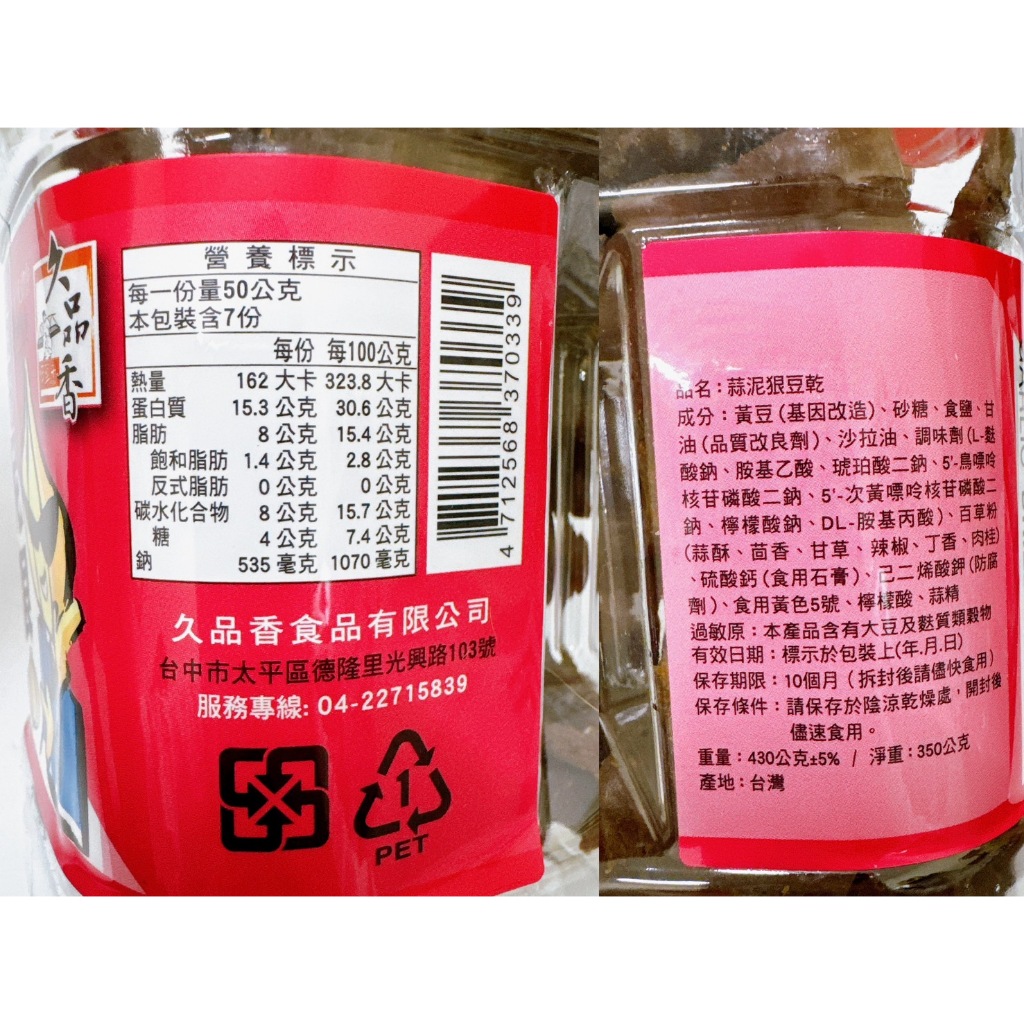 久品香
營養標示
每一份量50公克
本包裝含7份
每份 每100公克
熱量 162 大卡 323.8 大卡
蛋白質 15.3 公克 30.6 公克
脂肪 8 公克 15.4 公克
飽和脂肪 1.4 公克 2.8 公克
反式脂肪 0 公克 0 公克
碳水化合物 8 公克 15.7 公克
糖 4 公克 7.4 公克
鈉 535 毫克 1070 毫克
4 712568 370339
久品香食品有限公司
台中市太平區德隆里光興路103號
服務專線: 04-22715839
1
PET
品名：蒜泥狠豆乾
成分：黃豆(基因改造)、砂糖、食鹽、甘
油(品質改良劑)、沙拉油、調味劑(L-麩
酸鈉、胺基乙酸、琥珀酸二鈉、5'-鳥嘌呤
核苷磷酸二鈉、5'-次黃嘌呤核苷磷酸二
鈉、檸檬酸鈉、DL-胺基丙酸)、百草粉
(蒜酥、茴香、甘草、辣椒、丁香、肉桂)
、硫酸鈣(食用石膏)、己二烯酸鉀(防腐
劑)、食用黃色5號、檸檬酸、蒜精
過敏原：本產品含有大豆及麩質類穀物
有效日期：標示於包裝上(年.月.日)
保存期限：10個月(拆封後請儘快食用)
保存條件：請保存於陰涼乾燥處，開封後
儘速食用。
重量：430公克±5% / 淨重：350公克
產地：台灣